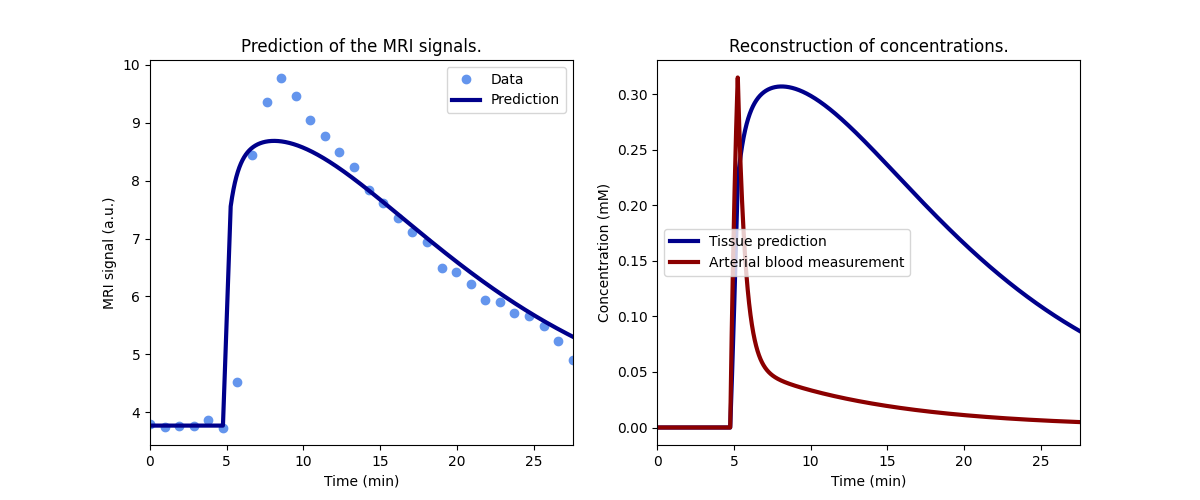 Prediction of the MRI signals.
10
9
8
7
6
5
4
MRI signal (a.u.)
0
5
10
15
20
25
Time (min)
Data
Prediction
Reconstruction of concentrations.
0.30
0.25
0.20
0.15
0.10
0.05
0.00
Concentration (mM)
0
5
10
15
20
25
Time (min)
Tissue prediction
Arterial blood measurement